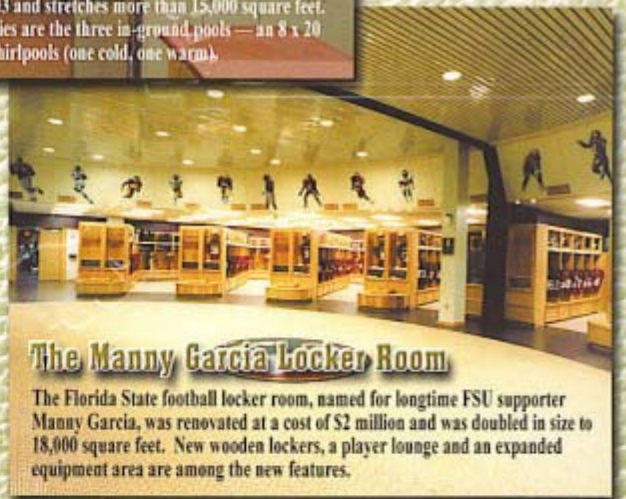 and stretches more than 15,000 square feet.
ies are the three in-ground pools — an 8 x 20
hirlpools (one cold, one warm).
The Manny Garcia Locker Room
The Florida State football locker room, named for longtime FSU supporter
Manny Garcia, was renovated at a cost of $2 million and was doubled in size to
18,000 square feet. New wooden lockers, a player lounge and an expanded
equipment area are among the new features.